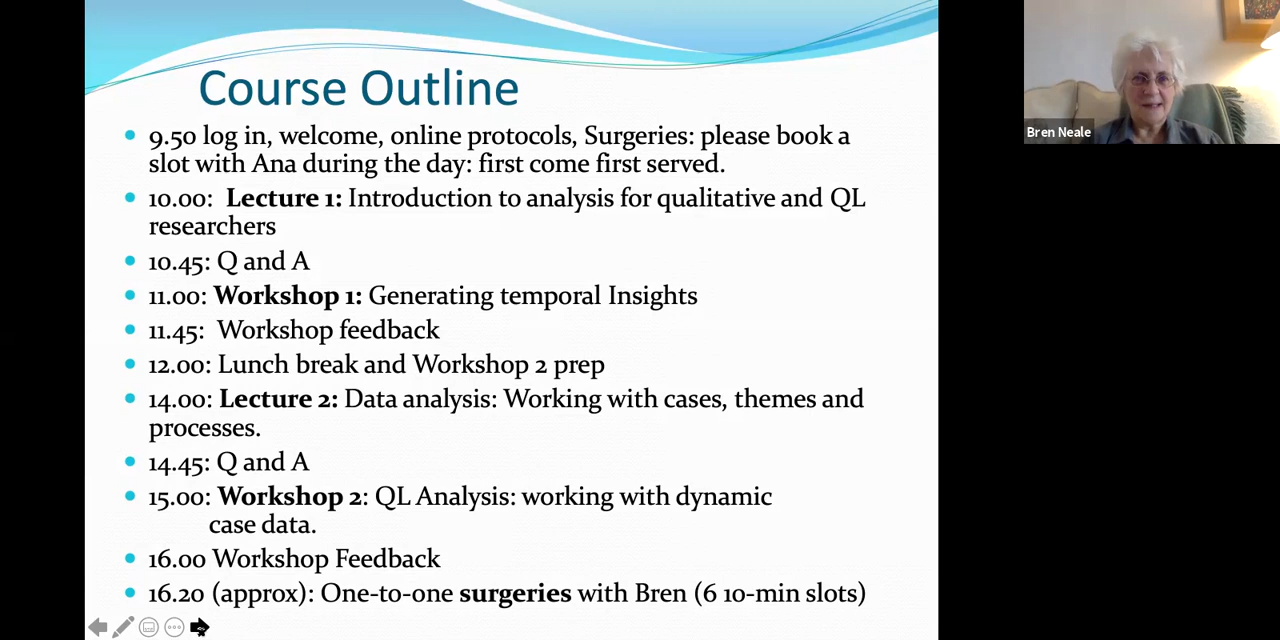 Course Outline
9.50 log in, welcome, online protocols, Surgeries: please book a
slot with Ana during the day: first come first served.
10.00:  Lecture 1: Introduction to analysis for qualitative and QL
researchers
10.45: Q and A
11.00: Workshop 1: Generating temporal Insights
11.45:  Workshop feedback
12.00: Lunch break and Workshop 2 prep
14.00: Lecture 2: Data analysis: Working with cases, themes and
processes.
14.45: Q and A
15.00: Workshop 2: QL Analysis: working with dynamic
case data.
16.00 Workshop Feedback
16.20 (approx): One-to-one surgeries with Bren (6 10-min slots)
Bren Neale